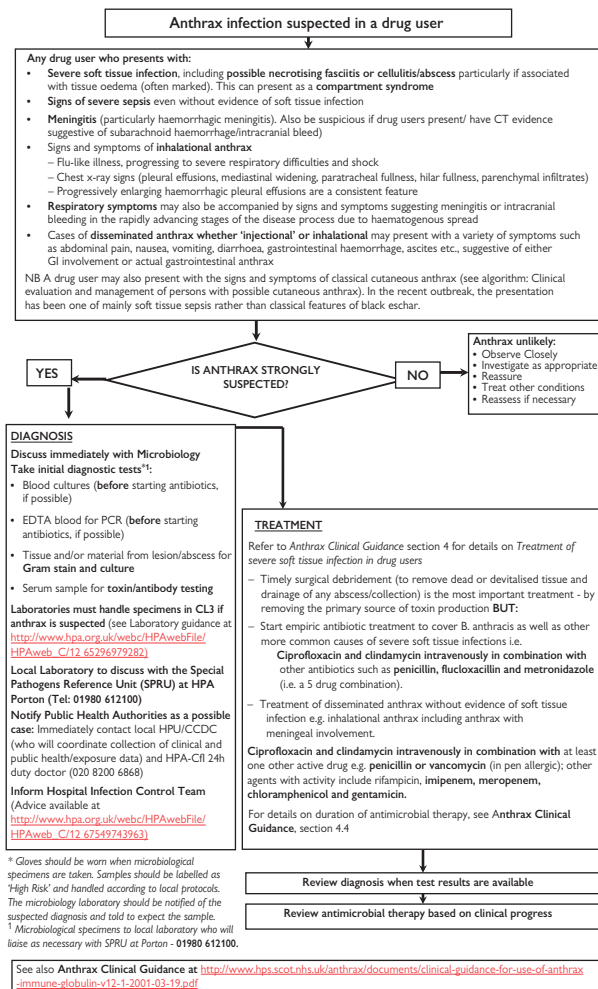 Anthrax infection suspected in a drug user
Any drug user who presents with:
• Severe soft tissue infection, including possible necrotising fasciitis or cellulitis/abscess particularly if associated
with tissue oedema (often marked). This can present as a compartment syndrome
• Signs of severe sepsis even without evidence of soft tissue infection
• Meningitis (particularly haemorrhagic meningitis). Also be suspicious if drug users present/ have CT evidence
suggestive of subarachnoid haemorrhage/intracranial bleed)
• Signs and symptoms of inhalational anthrax
– Flu-like illness, progressing to severe respiratory difficulties and shock
– Chest x-ray signs (pleural effusions, mediastinal widening, paratracheal fullness, hilar fullness, parenchymal infiltrates)
– Progressively enlarging haemorrhagic pleural effusions are a consistent feature
• Respiratory symptoms may also be accompanied by signs and symptoms suggesting meningitis or intracranial
bleeding in the rapidly advancing stages of the disease process due to haematogenous spread
• Cases of disseminated anthrax whether ‘injectional’ or inhalational may present with a variety of symptoms such
as abdominal pain, nausea, vomiting, diarrhoea, gastrointestinal haemorrhage, ascites etc., suggestive of either
GI involvement or actual gastrointestinal anthrax
NB A drug user may also present with the signs and symptoms of classical cutaneous anthrax (see algorithm: Clinical
evaluation and management of persons with possible cutaneous anthrax). In the recent outbreak, the presentation
has been one of mainly soft tissue sepsis rather than classical features of black eschar.
IS ANTHRAX STRONGLY
SUSPECTED?
YES
NO
Anthrax unlikely:
• Observe Closely
• Investigate as appropriate
• Reassure
• Treat other conditions
• Reassess if necessary
DIAGNOSIS
Discuss immediately with Microbiology
Take initial diagnostic tests*1:
• Blood cultures (before starting antibiotics,
if possible)
• EDTA blood for PCR (before starting
antibiotics, if possible)
• Tissue and/or material from lesion/abscess for
Gram stain and culture
• Serum sample for toxin/antibody testing
Laboratories must handle specimens in CL3 if
anthrax is suspected (see Laboratory guidance at
http://www.hpa.org.uk/webc/HPAwebFile/
HPAweb_C/12 65296979282)
Local Laboratory to discuss with the Special
Pathogens Reference Unit (SPRU) at HPA
Porton (Tel: 01980 612100)
Notify Public Health Authorities as a possible
case: Immediately contact local HPU/CCDC
(who will coordinate collection of clinical and
public health/exposure data) and HPA-CfI 24h
duty doctor (020 8200 6868)
Inform Hospital Infection Control Team
(Advice available at
http://www.hpa.org.uk/webc/HPAwebFile/
HPAweb_C/12 67549743963)
TREATMENT
Refer to Anthrax Clinical Guidance section 4 for details on Treatment of
severe soft tissue infection in drug users
– Timely surgical debridement (to remove dead or devitalised tissue and
drainage of any abscess/collection) is the most important treatment - by
removing the primary source of toxin production BUT:
– Start empiric antibiotic treatment to cover B. anthracis as well as other
more common causes of severe soft tissue infections i.e.
Ciprofloxacin and clindamycin intravenously in combination with
other antibiotics such as penicillin, flucloxacillin and metronidazole
(i.e. a 5 drug combination).
– Treatment of disseminated anthrax without evidence of soft tissue
infection e.g. inhalational anthrax including anthrax with
meningeal involvement.
Ciprofloxacin and clindamycin intravenously in combination with at least
one other active drug e.g. penicillin or vancomycin (in pen allergic); other
agents with activity include rifampicin, imipenem, meropenem,
chloramphenicol and gentamicin.
For details on duration of antimicrobial therapy, see Anthrax Clinical
Guidance, section 4.4
* Gloves should be worn when microbiological
specimens are taken. Samples should be labelled as
‘High Risk’ and handled according to local protocols.
The microbiology laboratory should be notified of the
suspected diagnosis and told to expect the sample.
1 Microbiological specimens to local laboratory who will
liaise as necessary with SPRU at Porton - 01980 612100.
Review diagnosis when test results are available
Review antimicrobial therapy based on clinical progress
See also Anthrax Clinical Guidance at http://www.hps.scot.nhs.uk/anthrax/documents/clinical-guidance-for-use-of-anthrax
-immune-globulin-v12-1-2001-03-19.pdf